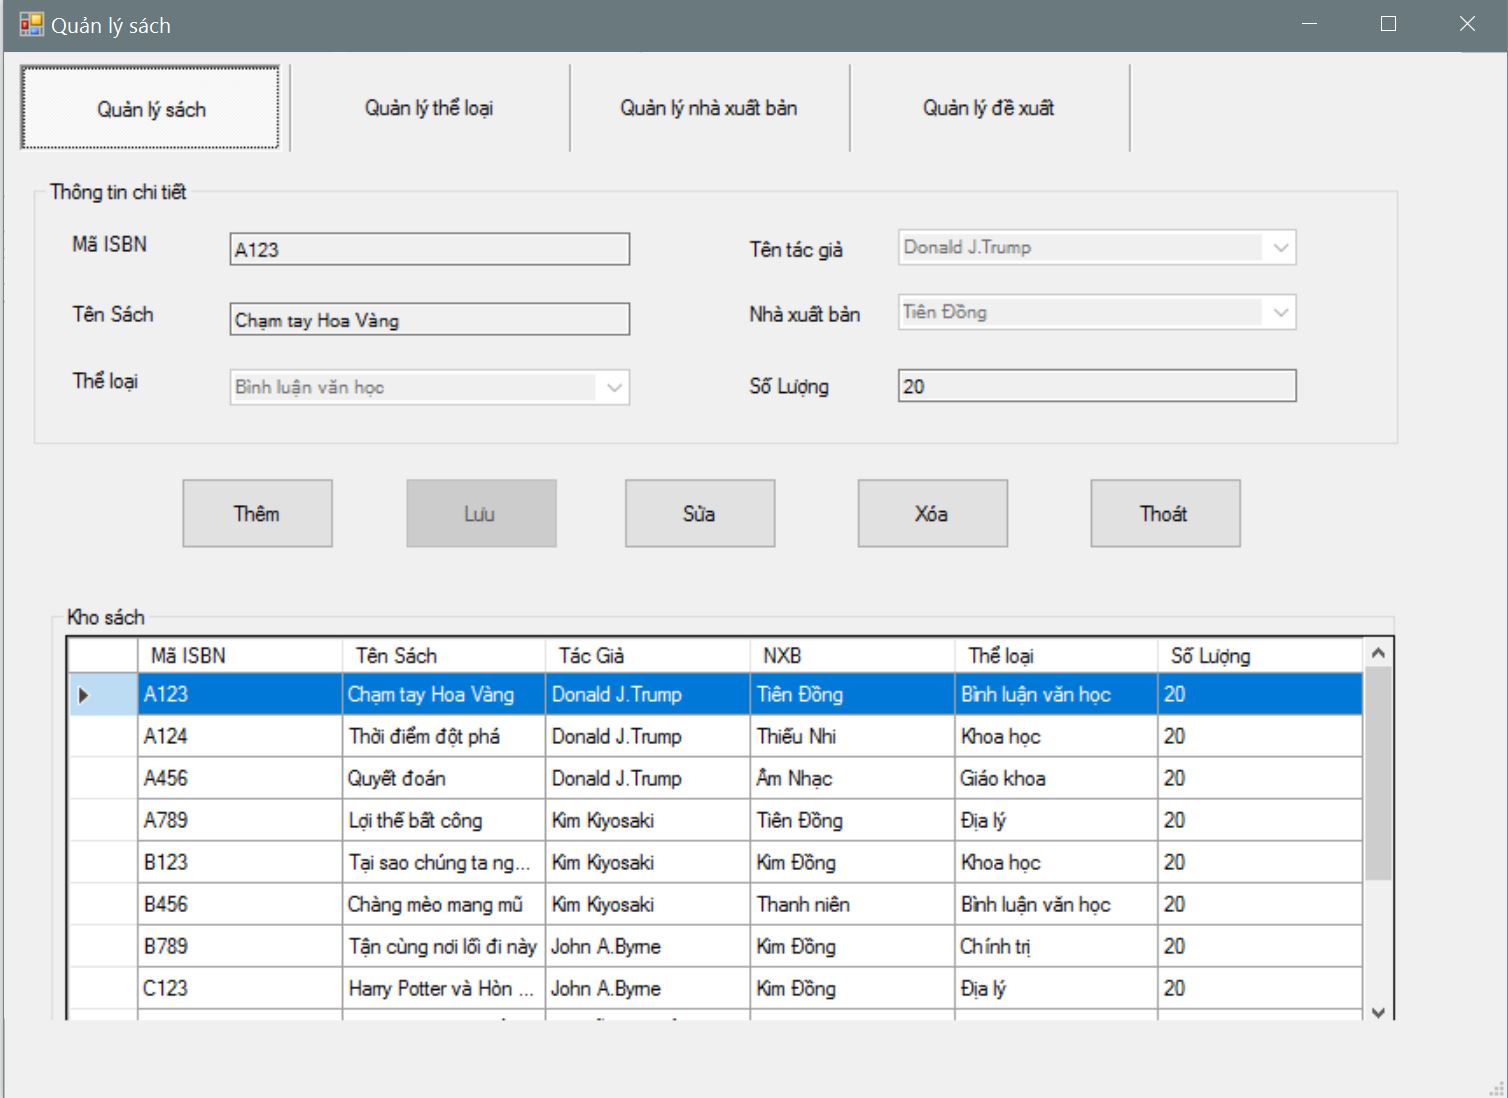 Quản lý sách
Quản lý sách Quản lý thể loại Quản lý nhà xuất bản Quản lý đề xuất
Thông tin chi tiết
Mã ISBN A123 Tên tác giả Donald J.Trump
Tên Sách Chạm tay Hoa Vàng Nhà xuất bản Tiên Đồng
Thể loại Bình luận văn học Số Lượng 20
Thêm Lưu Sửa Xóa Thoát
Kho sách
Mã ISBN Tên Sách Tác Giả NXB Thể loại Số Lượng
A123 Chạm tay Hoa Vàng Donald J.Trump Tiên Đồng Bình luận văn học 20
A124 Thời điểm đột phá Donald J.Trump Thiếu Nhi Khoa học 20
A456 Quyết đoán Donald J.Trump Âm Nhạc Giáo khoa 20
A789 Lợi thế bất công Kim Kiyosaki Tiên Đồng Địa lý 20
B123 Tại sao chúng ta ng... Kim Kiyosaki Kim Đồng Khoa học 20
B456 Chàng mèo mang mũ Kim Kiyosaki Thanh niên Bình luận văn học 20
B789 Tận cùng nơi lối đi này John A.Byrne Kim Đồng Chính trị 20
C123 Harry Potter và Hòn ... John A.Byrne Kim Đồng Địa lý 20